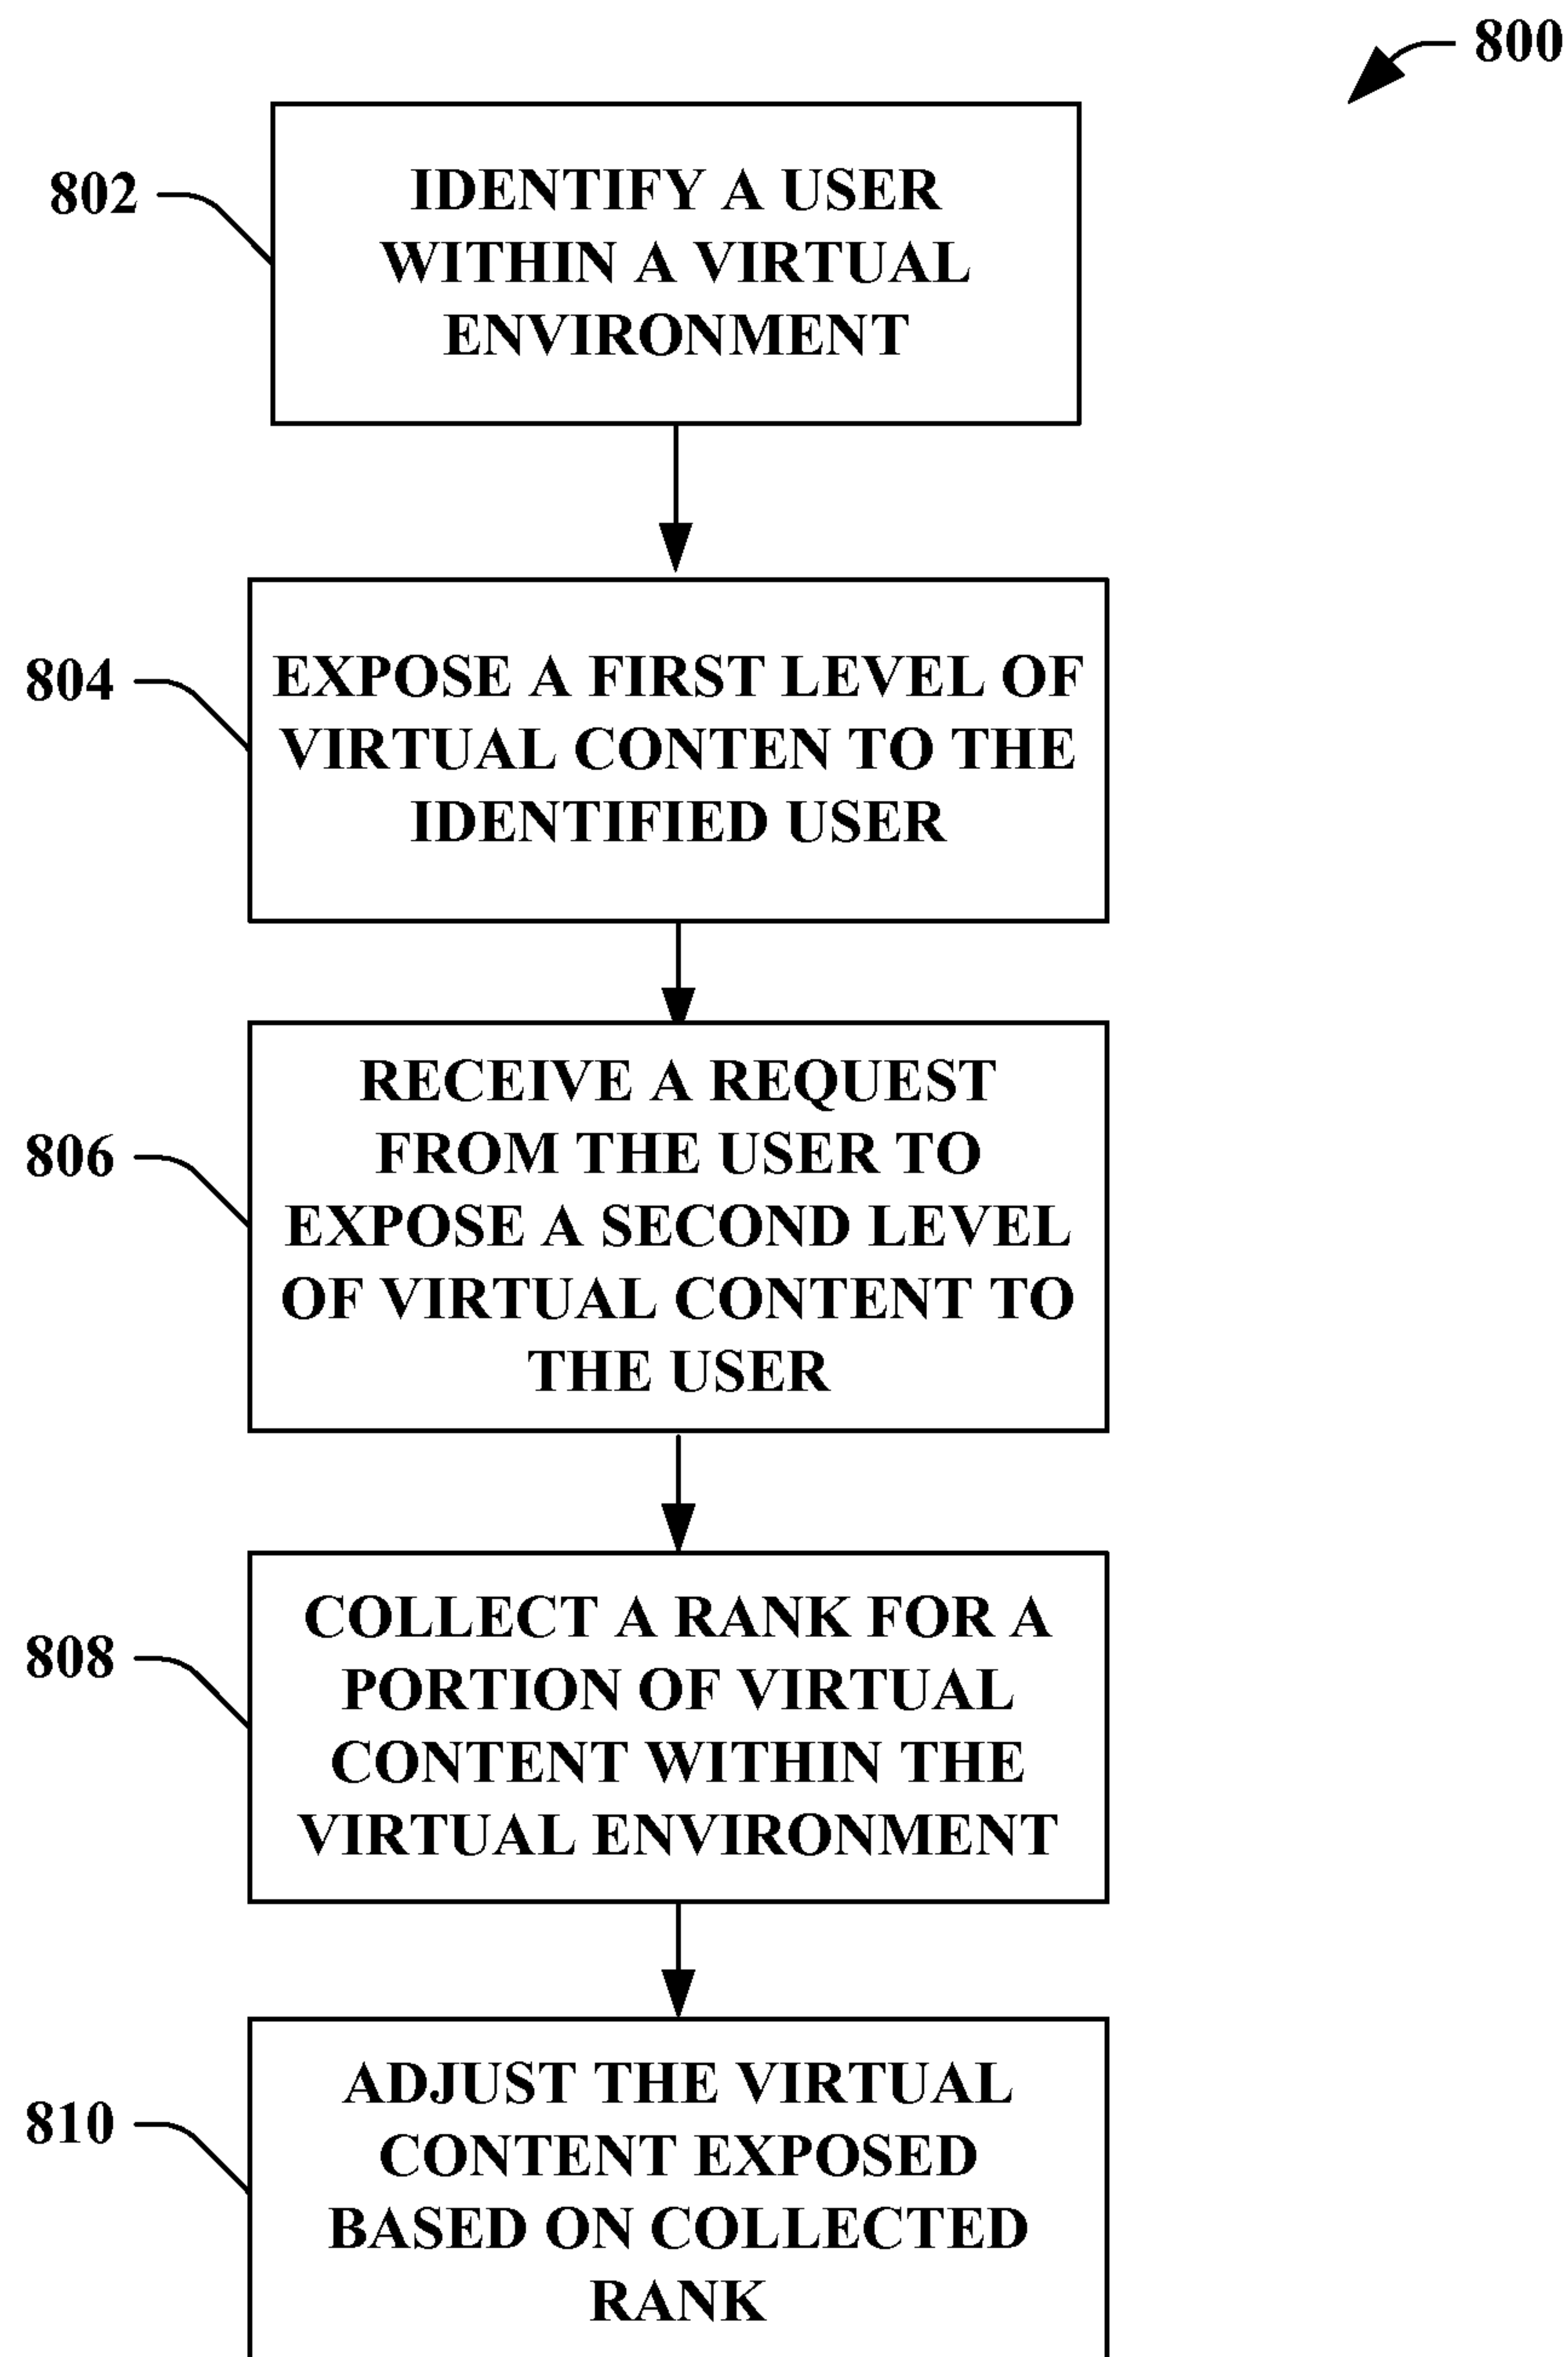 800
802
IDENTIFY A USER
WITHIN A VIRTUAL
ENVIRONMENT
804
EXPOSE A FIRST LEVEL OF
VIRTUAL CONTEN TO THE
IDENTIFIED USER
806
RECEIVE A REQUEST
FROM THE USER TO
EXPOSE A SECOND LEVEL
OF VIRTUAL CONTENT TO
THE USER
808
COLLECT A RANK FOR A
PORTION OF VIRTUAL
CONTENT WITHIN THE
VIRTUAL ENVIRONMENT
810
ADJUST THE VIRTUAL
CONTENT EXPOSED
BASED ON COLLECTED
RANK